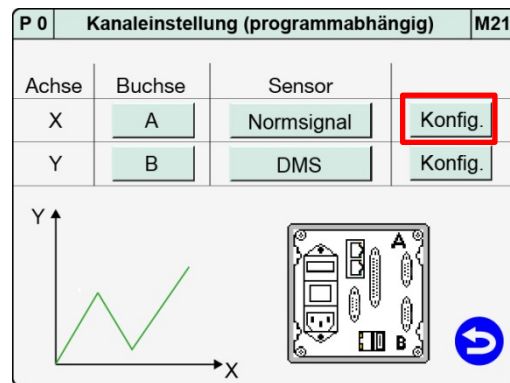 P 0 Kanaleinstellung (programmabhängig) M21
Achse Buchse Sensor
X A Normsignal Konfig.
Y B DMS Konfig.
Y
A
B
X